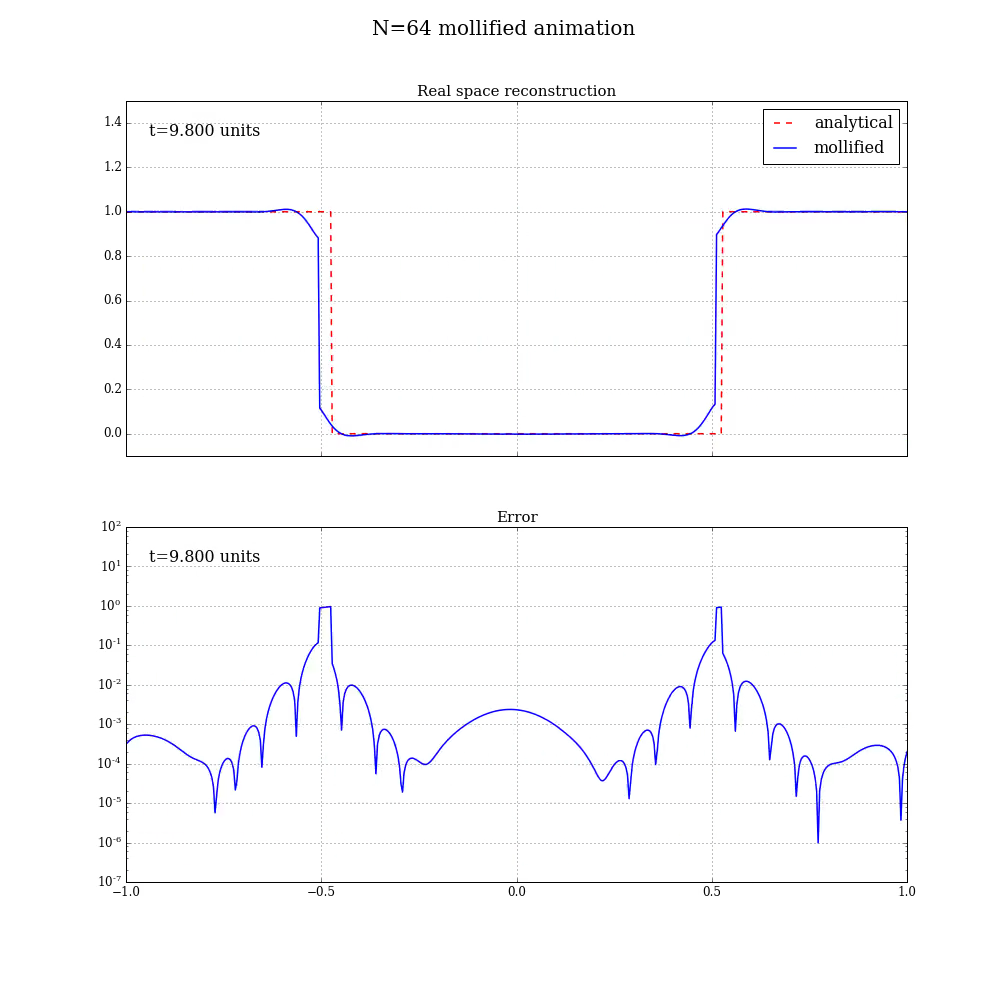 N=64 mollified animation
Real space reconstruction
t=9.800 units
analytical
mollified
1.4
1.2
1.0
0.8
0.6
0.4
0.2
0.0
Error
t=9.800 units
10²
10¹
10⁰
10⁻¹
10⁻²
10⁻³
10⁻⁴
10⁻⁵
10⁻⁶
10⁻⁷
−1.0 −0.5 0.0 0.5 1.0